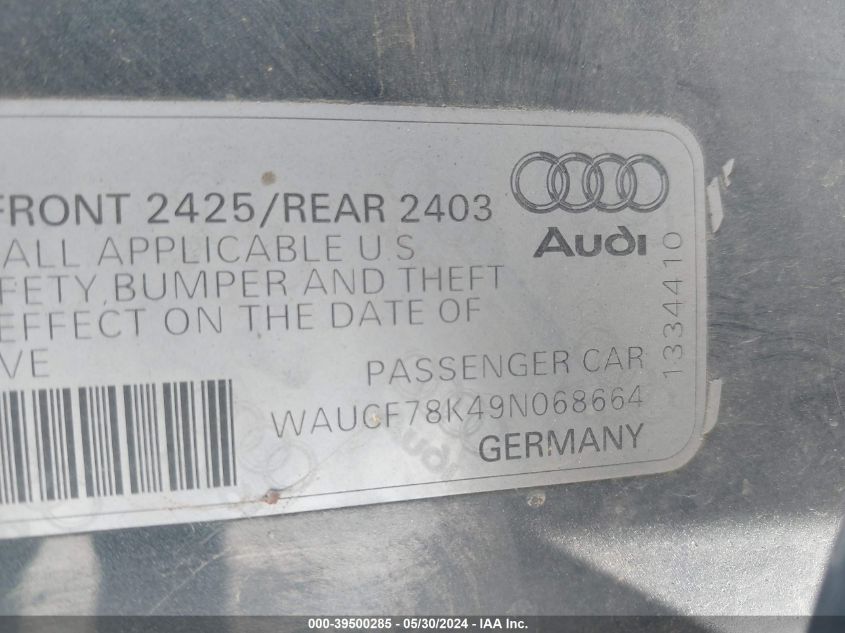 FRONT 2425/REAR 2403
ALL APPLICABLE U S
FETY, BUMPER AND THEFT
EFFECT ON THE DATE OF
VE
Audi
1334410
PASSENGER CAR
WAUCF78K49N068664
GERMANY
Audi
000-39500285 - 05/30/2024 - IAA Inc.